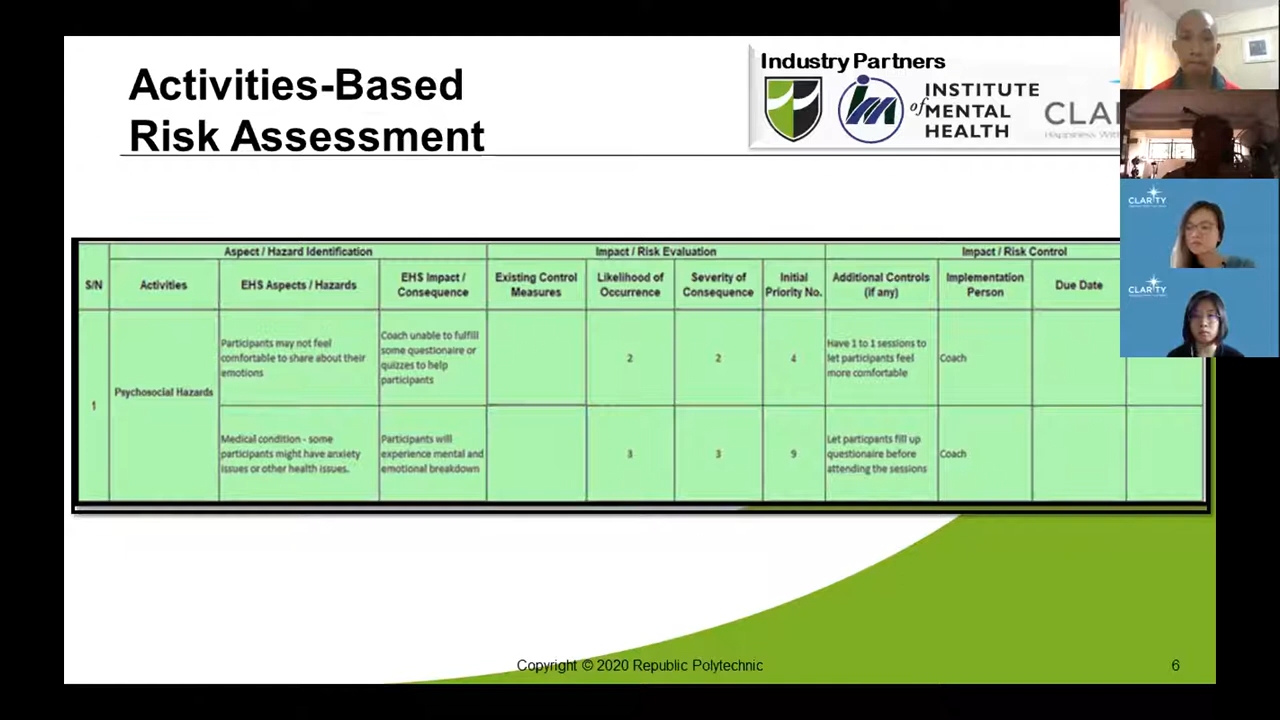 Activities-Based
Risk Assessment
Industry Partners
INSTITUTE
of MENTAL
HEALTH
CLA
CLARITY
CLARITY
Aspect / Hazard Identification
Impact / Risk Evaluation
Impact / Risk Control
S/N
Activities
EHS Aspects / Hazards
EHS Impact /
Consequence
Existing Control
Measures
Likelihood of
Occurrence
Severity of
Consequence
Initial
Priority No.
Additional Controls
(if any)
Implementation
Person
Due Date
1
Psychosocial Hazards
Participants may not feel
comfortable to share about their
emotions
Coach unable to fulfill
some questionaire or
quizzes to help
participants
2
2
4
Have 1 to 1 sessions to
let participants feel
more comfortable
Coach
Medical condition - some
participants might have anxiety
issues or other health issues.
Participants will
experience mental and
emotional breakdown
3
3
9
Let particpents fill up
questionaire before
attending the sessions
Coach
Copyright © 2020 Republic Polytechnic
6